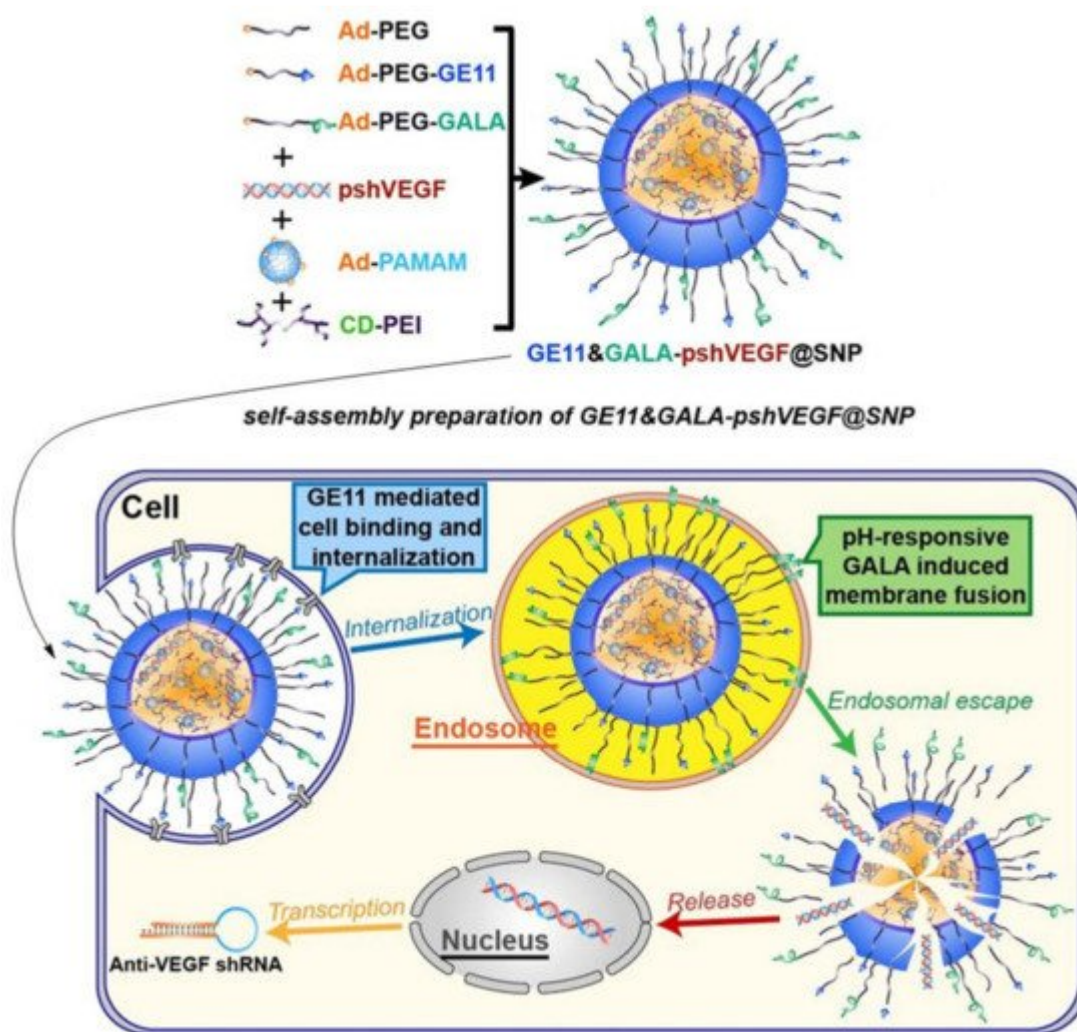 Ad-PEG
Ad-PEG-GE11
Ad-PEG-GALA
+
pshVEGF
+
Ad-PAMAM
+
CD-PEI
GE11&GALA-pshVEGF@SNP
self-assembly preparation of GE11&GALA-pshVEGF@SNP
Cell
GE11 mediated
cell binding and
internalization
Internalization
Endosome
pH-responsive
GALA induced
membrane fusion
Endosomal escape
Release
Nucleus
Transcription
Anti-VEGF shRNA